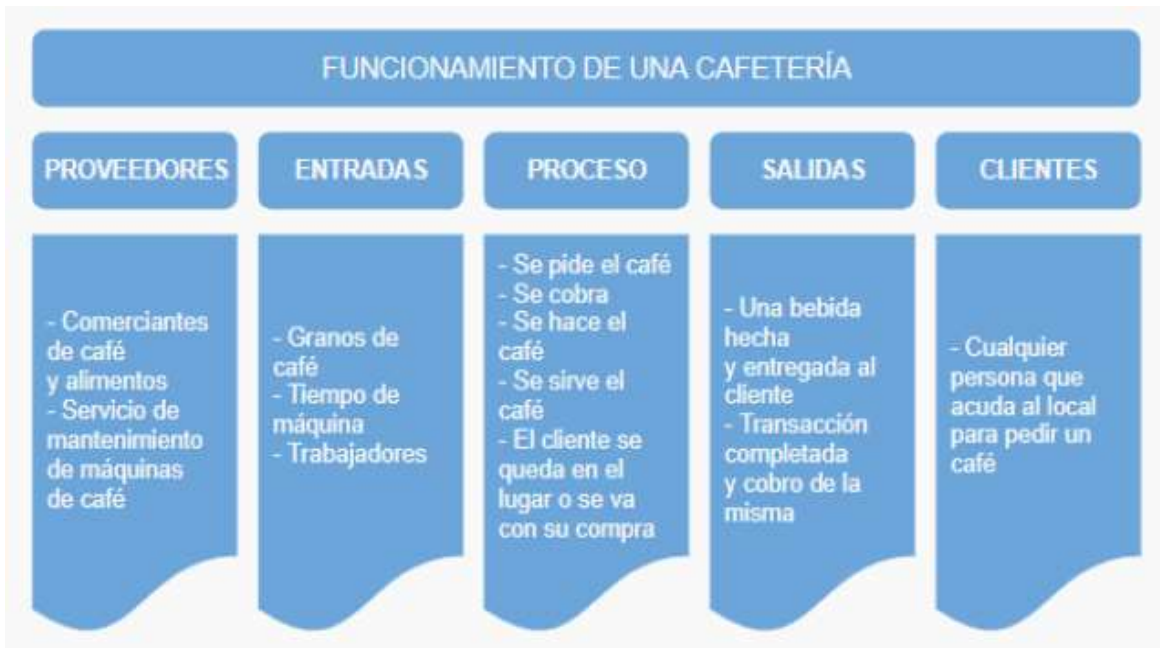 FUNCIONAMIENTO DE UNA CAFETERÍA
PROVEEDORES
ENTRADAS
PROCESO
SALIDAS
CLIENTES
- Comerciantes
de café
y alimentos
- Servicio de
mantenimiento
de máquinas
de café
- Granos de
café
- Tiempo de
máquina
- Trabajadores
- Se pide el café
- Se cobra
- Se hace el
café
- Se sirve el
café
- El cliente se
queda en el
lugar o se va
con su compra
- Una bebida
hecha
y entregada al
cliente
- Transacción
completada
y cobro de la
misma
- Cualquier
persona que
acuda al local
para pedir un
café